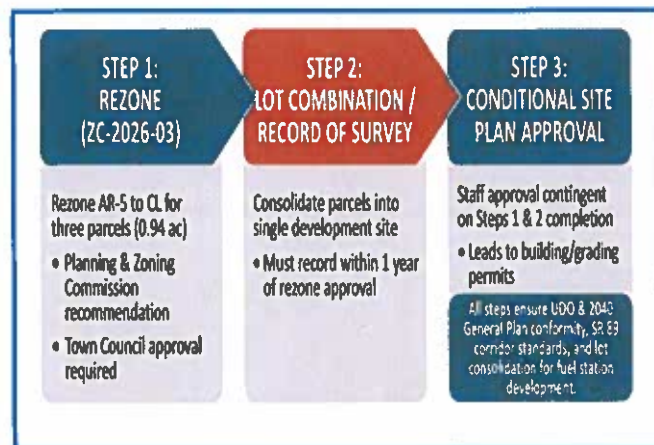 STEP 1:
REZONE
(ZC-2026-03)
Rezone AR-5 to CL for
three parcels (0.94 ac)
• Planning & Zoning
Commission
recommendation
• Town Council approval
required
STEP 2:
LOT COMBINATION /
RECORD OF SURVEY
Consolidate parcels into
single development site
• Must record within 1 year
of rezone approval
STEP 3:
CONDITIONAL SITE
PLAN APPROVAL
Staff approval contingent
on Steps 1 & 2 completion
• Leads to building/grading
permits
All steps ensure UDO & 2040
General Plan conformity, SR 89
corridor standards, and lot
consolidation for fuel station
development.